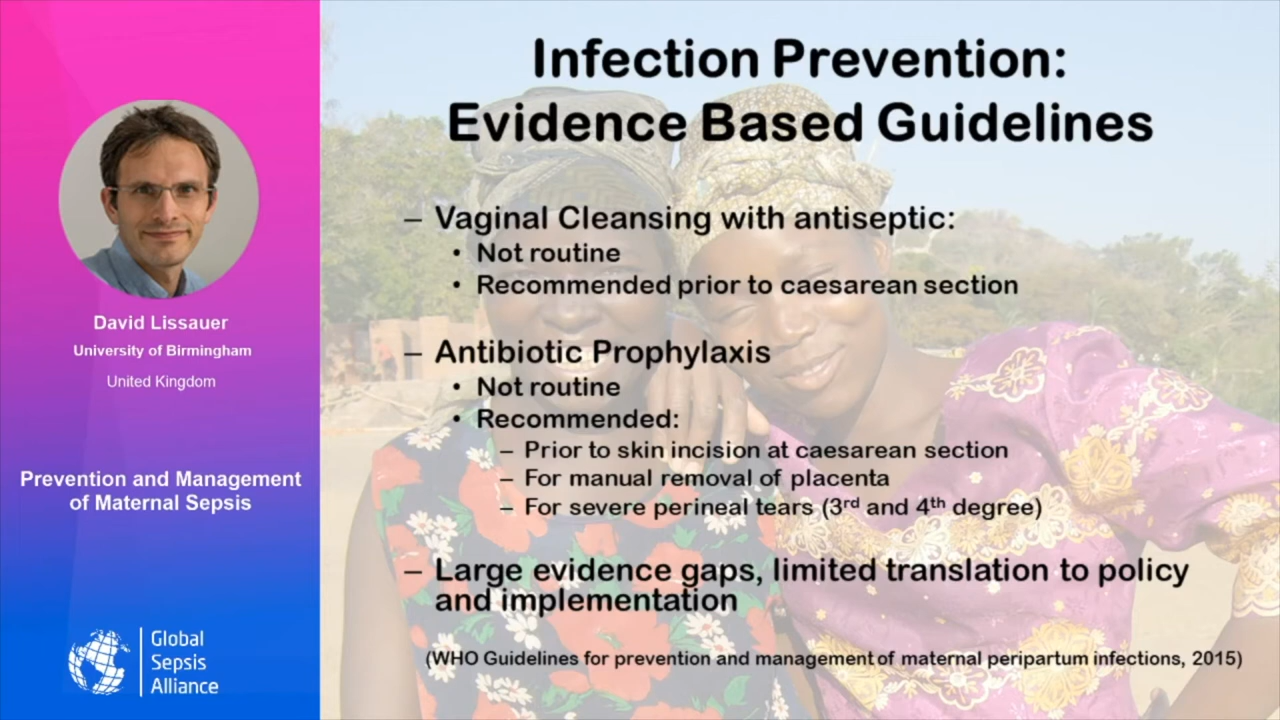 David Lissauer
University of Birmingham
United Kingdom
Prevention and Management
of Maternal Sepsis
Global
Sepsis
Alliance
Infection Prevention:
Evidence Based Guidelines
– Vaginal Cleansing with antiseptic:
• Not routine
• Recommended prior to caesarean section
– Antibiotic Prophylaxis
• Not routine
• Recommended:
– Prior to skin incision at caesarean section
– For manual removal of placenta
– For severe perineal tears (3rd and 4th degree)
– Large evidence gaps, limited translation to policy
and implementation
(WHO Guidelines for prevention and management of maternal peripartum infections, 2015)